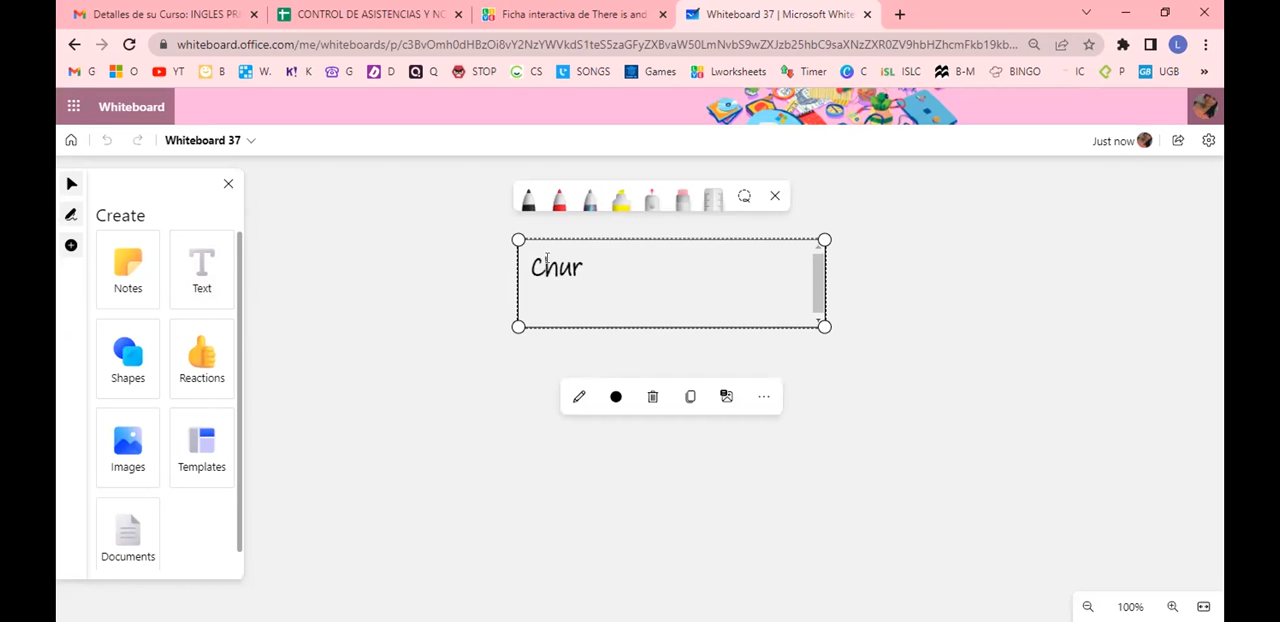 Detalles de su Curso: INGLES PRE
CONTROL DE ASISTENCIAS Y NO
Ficha interactiva de There is and
Whiteboard 37 | Microsoft White
whiteboard.office.com/me/whiteboards/p/c3BvOmh0dHBzOi8vY2NzYWVkdS1teS5zaGFyZXBvaW50LmNvbS9wZXJzb25hbC9saXNzZXR0ZV9hbHZhcmFkb19kb...
G O YT B W. K G D Q STOP CS SONGS Games Lworksheets Timer C ISLC B-M BINGO IC P UGB »
Whiteboard
Whiteboard 37
Just now
Create
Notes Text
Shapes Reactions
Images Templates
Documents
Chur
100%